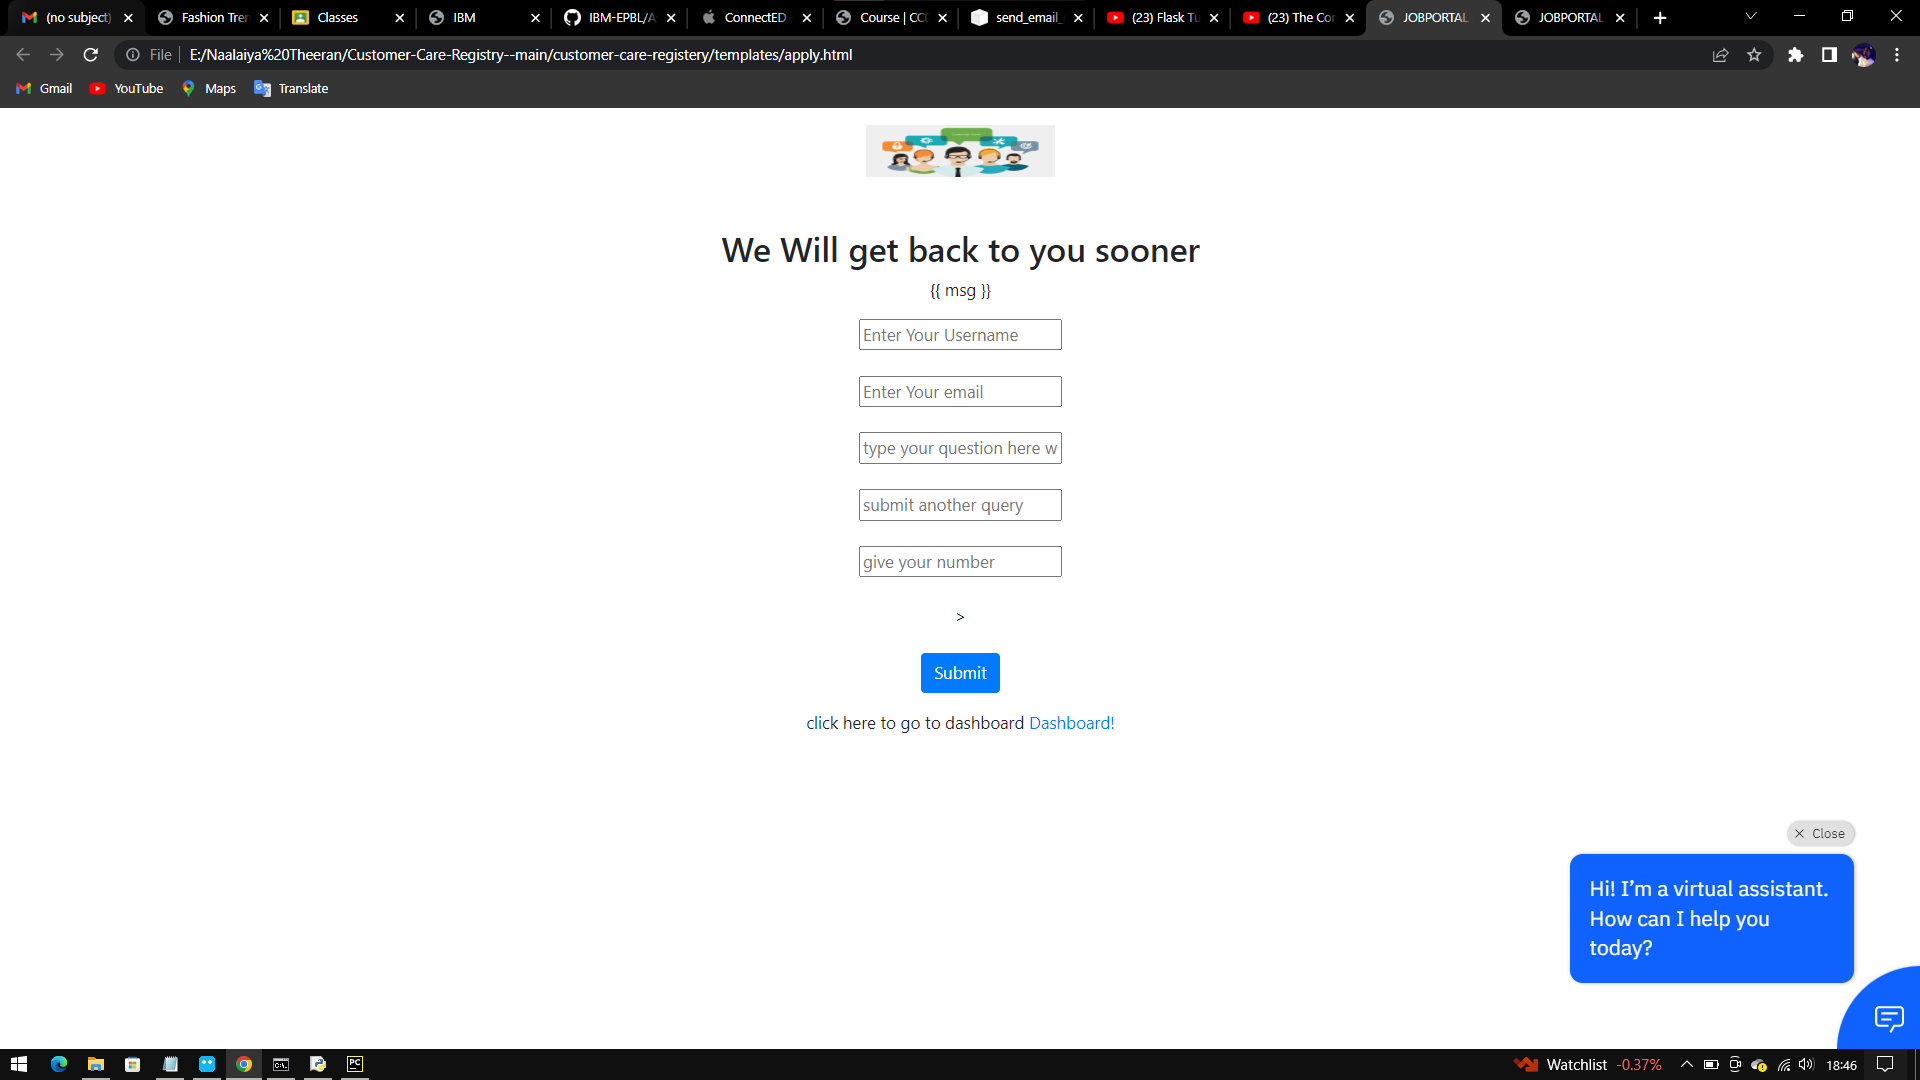 (no subject)
Fashion Tren
Classes
IBM
IBM-EPBL/A
ConnectED
Course | CC
send_email_
(23) Flask Tu
(23) The Cor
JOBPORTAL
JOBPORTAL
File
E:/Naalaiya%20Theeran/Customer-Care-Registry--main/customer-care-registery/templates/apply.html
Gmail
YouTube
Maps
Translate
We Will get back to you sooner
{{ msg }}
Enter Your Username
Enter Your email
type your question here w
submit another query
give your number
>
Submit
click here to go to dashboard Dashboard!
Close
Hi! I'm a virtual assistant.
How can I help you
today?
PC
Watchlist -0.37%
18:46